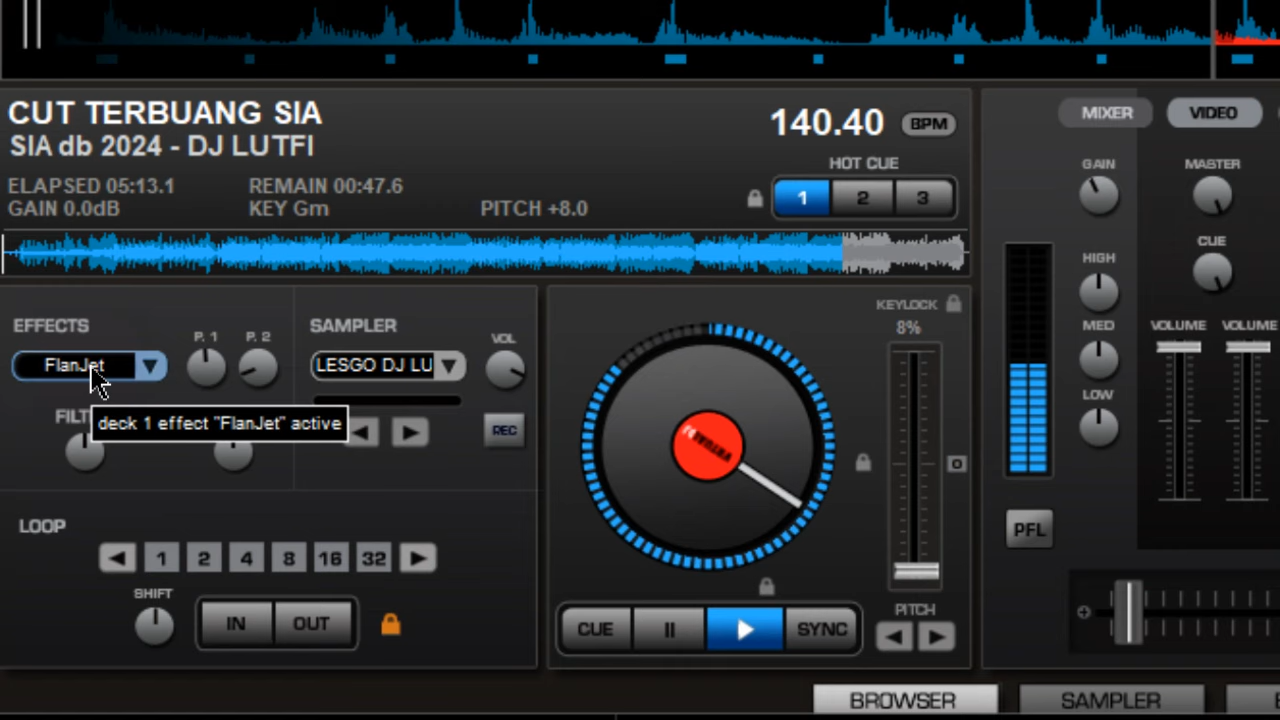 CUT TERBUANG SIA
SIA db 2024 - DJ LUTFI
140.40 BPM
ELAPSED 05:13.1 REMAIN 00:47.6
GAIN 0.0dB KEY Gm PITCH +8.0
HOT CUE
1 2 3
MIXER VIDEO
GAIN MASTER
CUE
HIGH
MED VOLUME VOLUME
LOW
PFL
EFFECTS P. 1 P. 2
FlanJet
deck 1 effect "FlanJet" active
SAMPLER VOL
LESGO DJ LU
REC
KEYLOCK
8%
0
LOOP
1 2 4 8 16 32
SHIFT
IN OUT
CUE SYNC
PITCH
BROWSER SAMPLER